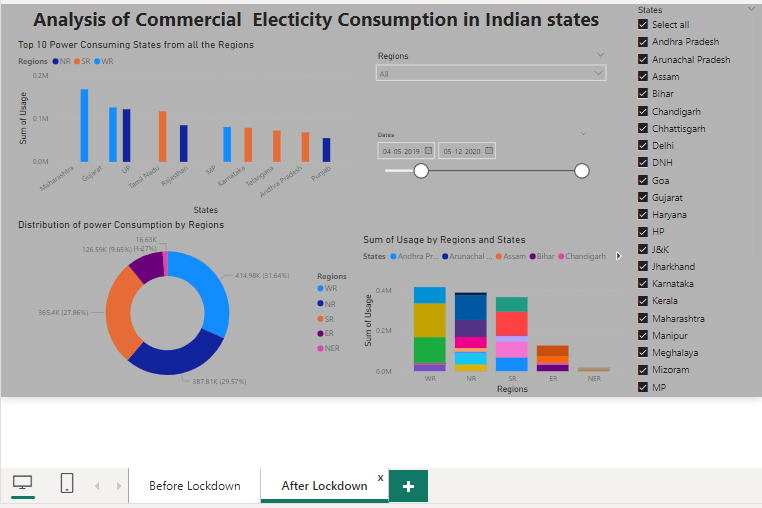 Analysis of Commercial Electicity Consumption in Indian states
Top 10 Power Consuming States from all the Regions
Regions NR SR WR
0.2M
0.1M
0.0M
Sum of Usage
Maharashtra
Gujarat
UP
Tamil Nadu
Rajasthan
MP
Karnataka
Telangana
Andhra Pradesh
Punjab
States
Regions
All
Dates
04-05-2019
05-12-2020
Distribution of power Consumption by Regions
16.63K
(1.27%)
126.59K (9.65%)
414.98K (31.64%)
365.4K (27.86%)
387.81K (29.57%)
Regions
WR
NR
SR
ER
NER
Sum of Usage by Regions and States
States Andhra Pr... Arunachal ... Assam Bihar Chandigarh
0.4M
0.2M
0.0M
Sum of Usage
WR NR SR ER NER
Regions
States
Select all
Andhra Pradesh
Arunachal Pradesh
Assam
Bihar
Chandigarh
Chhattisgarh
Delhi
DNH
Goa
Gujarat
Haryana
HP
J&K
Jharkhand
Karnataka
Kerala
Maharashtra
Manipur
Meghalaya
Mizoram
MP
Before Lockdown
After Lockdown
x
+